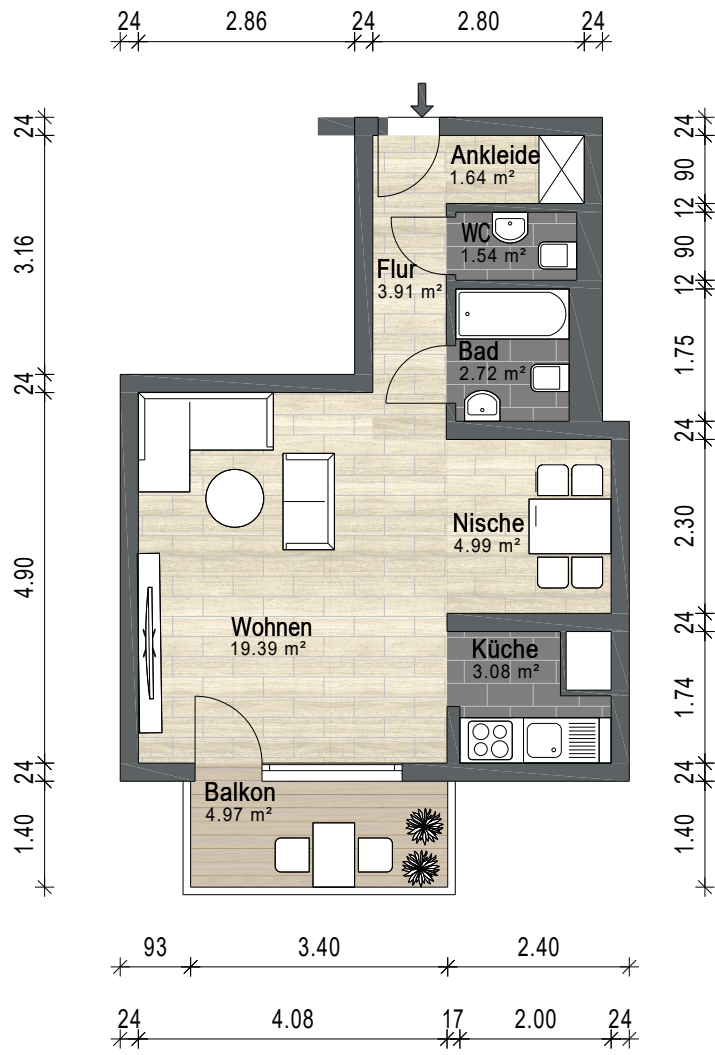 24 2.86 24 2.80 24
24
90
12
90
12
1.75
24
2.30
24
1.74
24
1.40
24
3.16
24
4.90
24
1.40
Ankleide
1.64 m²
WC
1.54 m²
Flur
3.91 m²
Bad
2.72 m²
Nische
4.99 m²
Wohnen
19.39 m²
Küche
3.08 m²
Balkon
4.97 m²
93 3.40 2.40
24 4.08 17 2.00 24